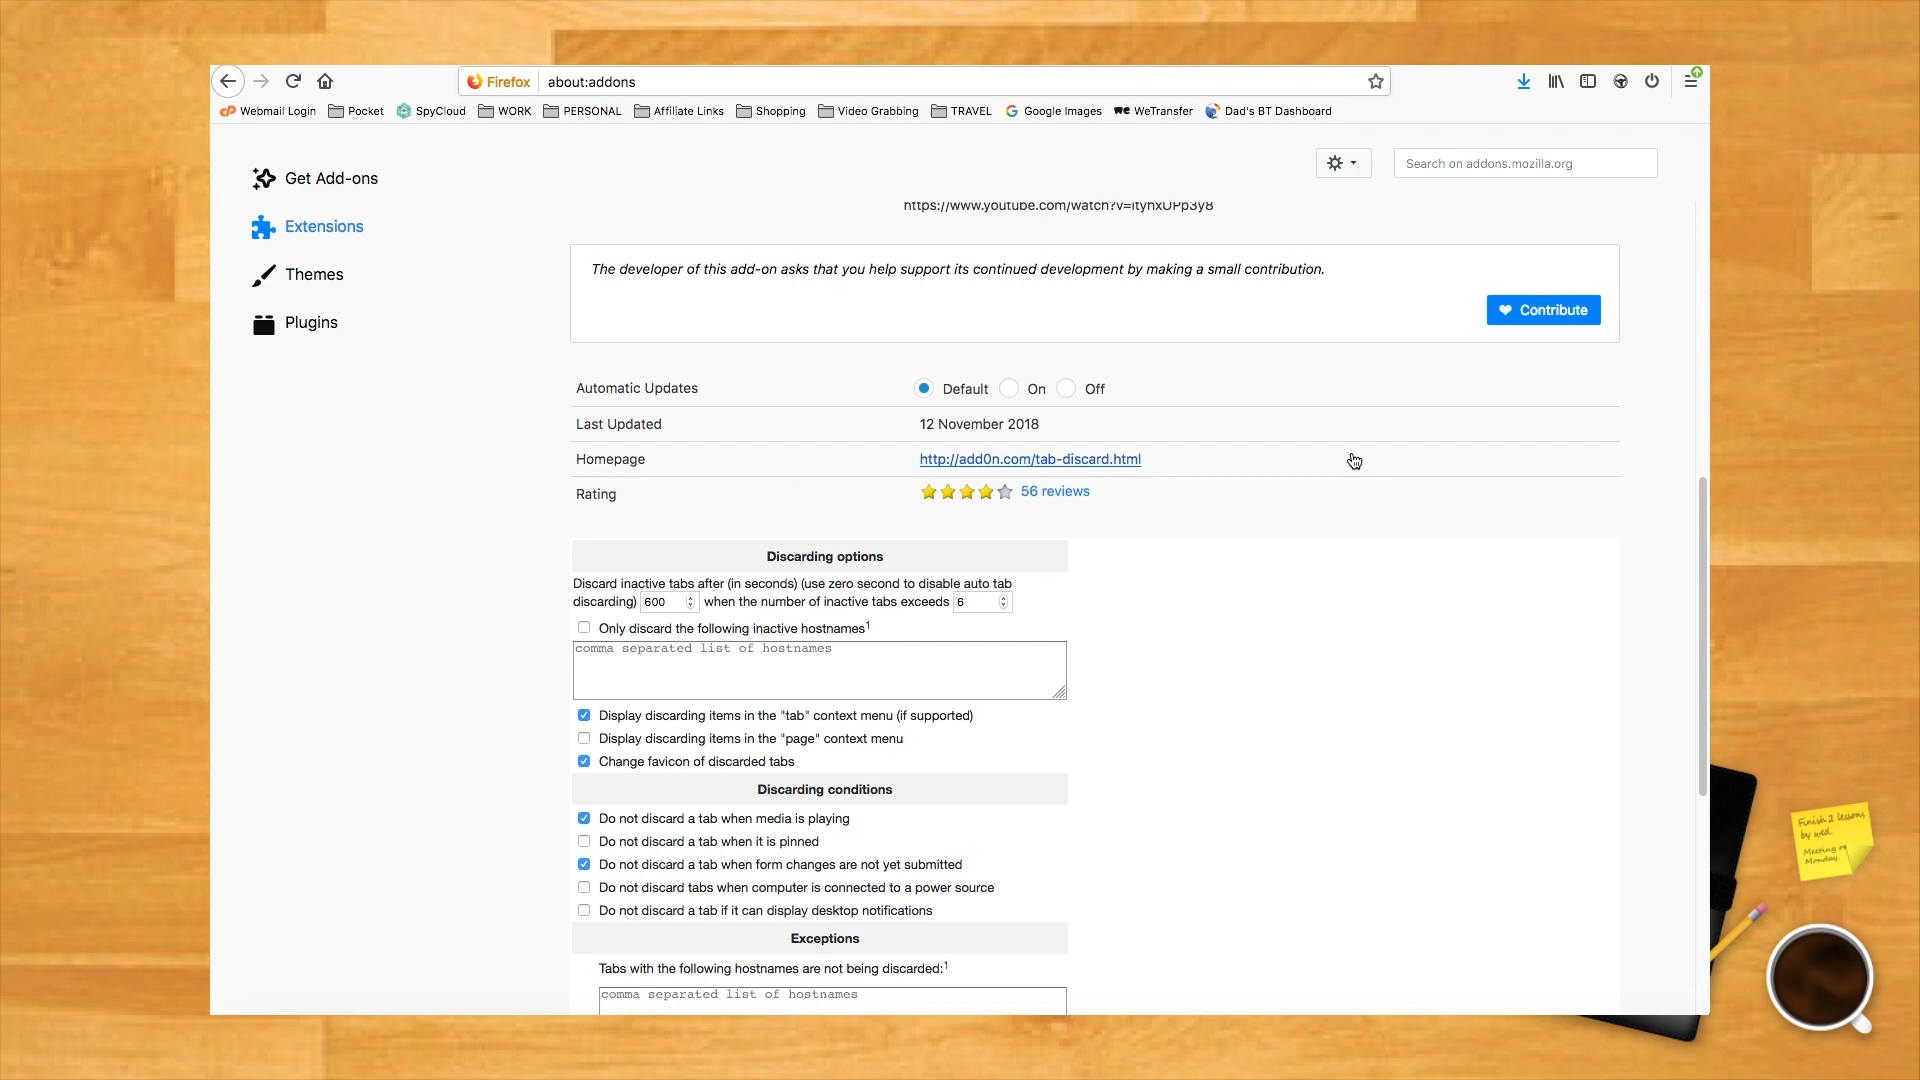 Firefox about:addons
Webmail Login Pocket SpyCloud WORK PERSONAL Affiliate Links Shopping Video Grabbing TRAVEL Google Images WeTransfer Dad's BT Dashboard
Get Add-ons
Extensions
Themes
Plugins
Search on addons.mozilla.org
The developer of this add-on asks that you help support its continued development by making a small contribution.
Contribute
Automatic Updates Default On Off
Last Updated 12 November 2018
Homepage http://add0n.com/tab-discard.html
Rating 56 reviews
Discarding options
Discard inactive tabs after (in seconds) (use zero second to disable auto tab
discarding) 600 when the number of inactive tabs exceeds 6
Only discard the following inactive hostnames1
comma separated list of hostnames
Display discarding items in the "tab" context menu (if supported)
Display discarding items in the "page" context menu
Change favicon of discarded tabs
Discarding conditions
Do not discard a tab when media is playing
Do not discard a tab when it is pinned
Do not discard a tab when form changes are not yet submitted
Do not discard tabs when computer is connected to a power source
Do not discard a tab if it can display desktop notifications
Exceptions
Tabs with the following hostnames are not being discarded:1
comma separated list of hostnames
Finish 2 lessons
by wed.
Meeting on
Monday.